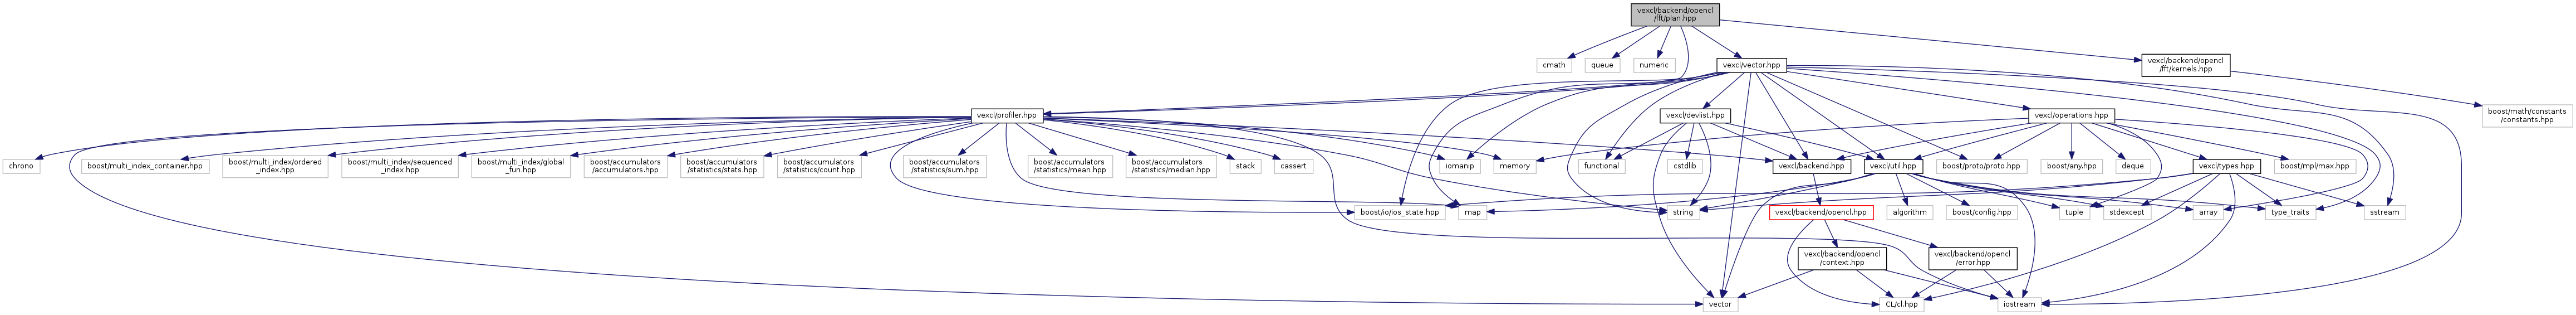 vexcl/backend/opencl
/fft/plan.hpp
cmath
queue
numeric
vexcl/vector.hpp
vexcl/backend/opencl
/fft/kernels.hpp
vexcl/profiler.hpp
vexcl/devlist.hpp
vexcl/operations.hpp
boost/math/constants
/constants.hpp
chrono
boost/multi_index_container.hpp
boost/multi_index/ordered
_index.hpp
boost/multi_index/sequenced
_index.hpp
boost/multi_index/global
_fun.hpp
boost/accumulators
/accumulators.hpp
boost/accumulators
/statistics/stats.hpp
boost/accumulators
/statistics/count.hpp
boost/accumulators
/statistics/sum.hpp
boost/accumulators
/statistics/mean.hpp
boost/accumulators
/statistics/median.hpp
stack
cassert
iomanip
memory
functional
cstdlib
vexcl/backend.hpp
vexcl/util.hpp
boost/proto/proto.hpp
boost/any.hpp
deque
vexcl/types.hpp
boost/mpl/max.hpp
boost/io/ios_state.hpp
map
vexcl/backend/opencl.hpp
string
algorithm
boost/config.hpp
tuple
stdexcept
array
type_traits
sstream
vexcl/backend/opencl
/context.hpp
vexcl/backend/opencl
/error.hpp
vector
CL/cl.hpp
iostream